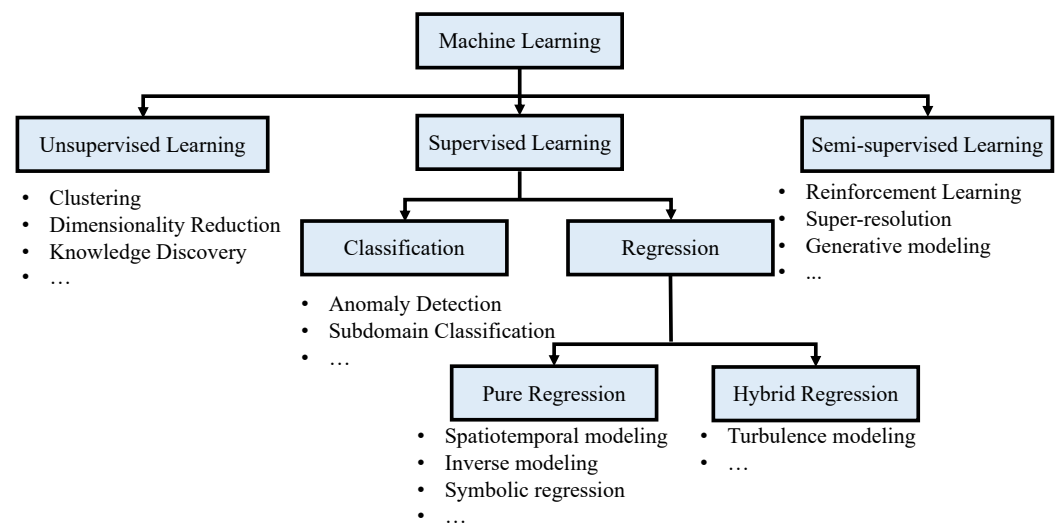 Machine Learning
Unsupervised Learning
Supervised Learning
Semi-supervised Learning
• Clustering
• Dimensionality Reduction
• Knowledge Discovery
• …
• Reinforcement Learning
• Super-resolution
• Generative modeling
• ...
Classification
Regression
• Anomaly Detection
• Subdomain Classification
• …
Pure Regression
Hybrid Regression
• Spatiotemporal modeling
• Inverse modeling
• Symbolic regression
• …
• Turbulence modeling
• …